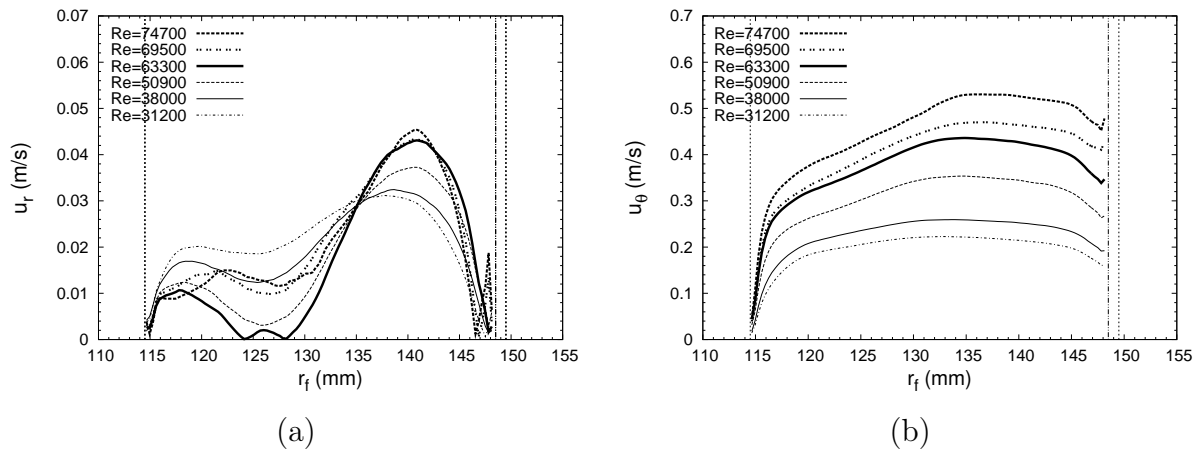 0.07
0.06
0.05
0.04
0.03
0.02
0.01
0
u_r (m/s)
Re=74700
Re=69500
Re=63300
Re=50900
Re=38000
Re=31200
110 115 120 125 130 135 140 145 150 155
r_f (mm)
(a)
0.7
0.6
0.5
0.4
0.3
0.2
0.1
0
u_θ (m/s)
Re=74700
Re=69500
Re=63300
Re=50900
Re=38000
Re=31200
110 115 120 125 130 135 140 145 150 155
r_f (mm)
(b)